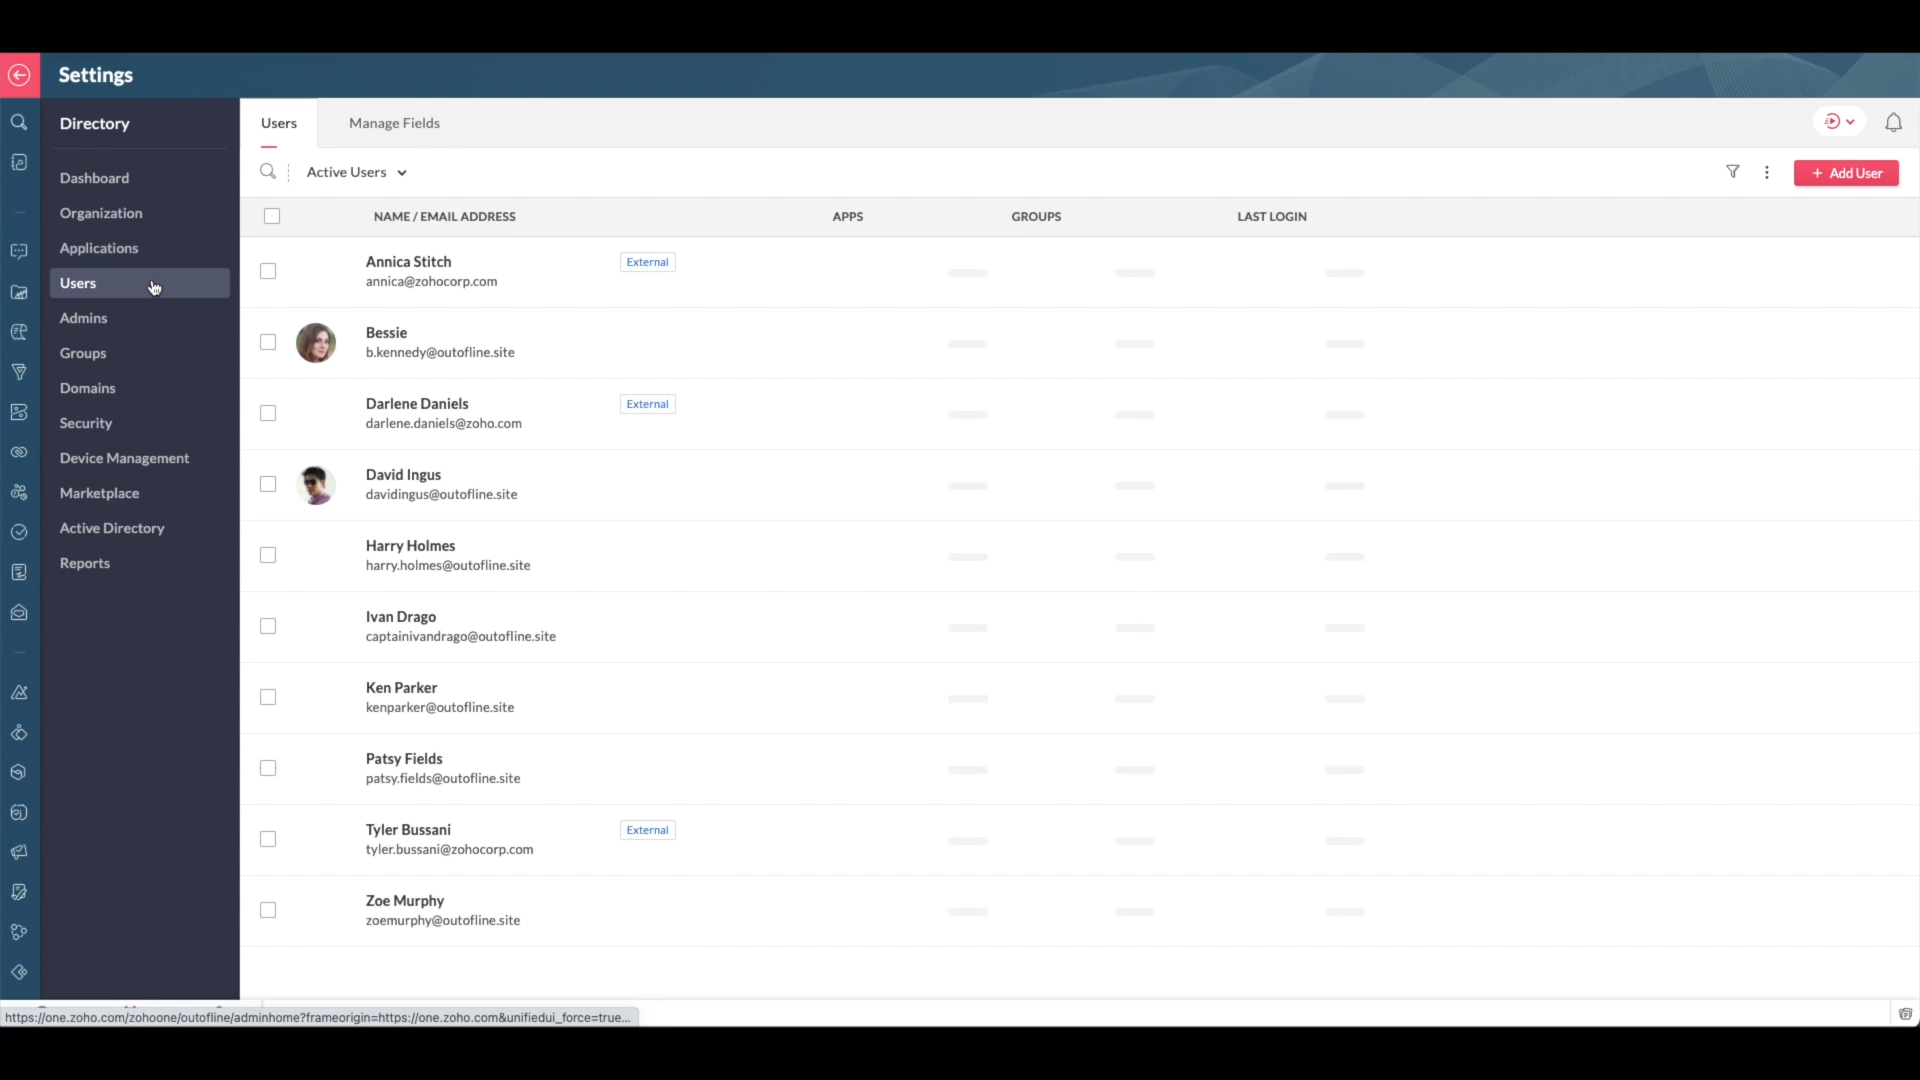 Settings
Directory
Dashboard
Organization
Applications
Users
Admins
Groups
Domains
Security
Device Management
Marketplace
Active Directory
Reports
Users Manage Fields
Active Users
+ Add User
NAME / EMAIL ADDRESS APPS GROUPS LAST LOGIN
Annica Stitch External
annica@zohocorp.com
Bessie
b.kennedy@outofline.site
Darlene Daniels External
darlene.daniels@zoho.com
David Ingus
davidingus@outofline.site
Harry Holmes
harry.holmes@outofline.site
Ivan Drago
captainivandrago@outofline.site
Ken Parker
kenparker@outofline.site
Patsy Fields
patsy.fields@outofline.site
Tyler Bussani External
tyler.bussani@zohocorp.com
Zoe Murphy
zoemurphy@outofline.site
https://one.zoho.com/zohoone/outofline/adminhome?frameorigin=https://one.zoho.com&unifiedui_force=true...